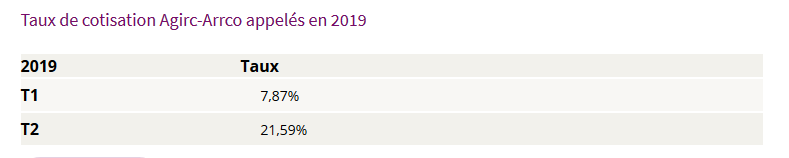 Taux de cotisation Agirc-Arrco appelés en 2019
2019 Taux
T1 7,87%
T2 21,59%